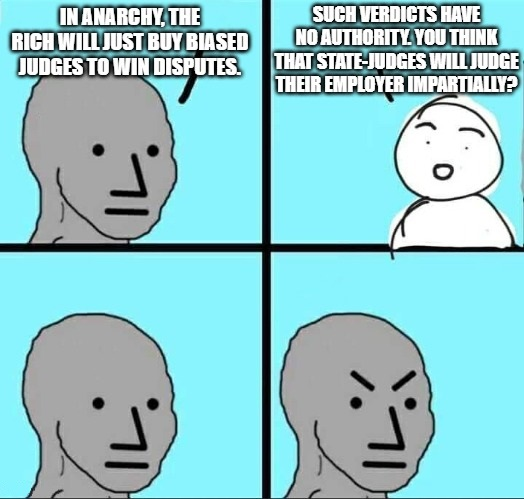 IN ANARCHY, THE
RICH WILL JUST BUY BIASED
JUDGES TO WIN DISPUTES.
SUCH VERDICTS HAVE
NO AUTHORITY. YOU THINK
THAT STATE-JUDGES WILL JUDGE
THEIR EMPLOYER IMPARTIALLY?